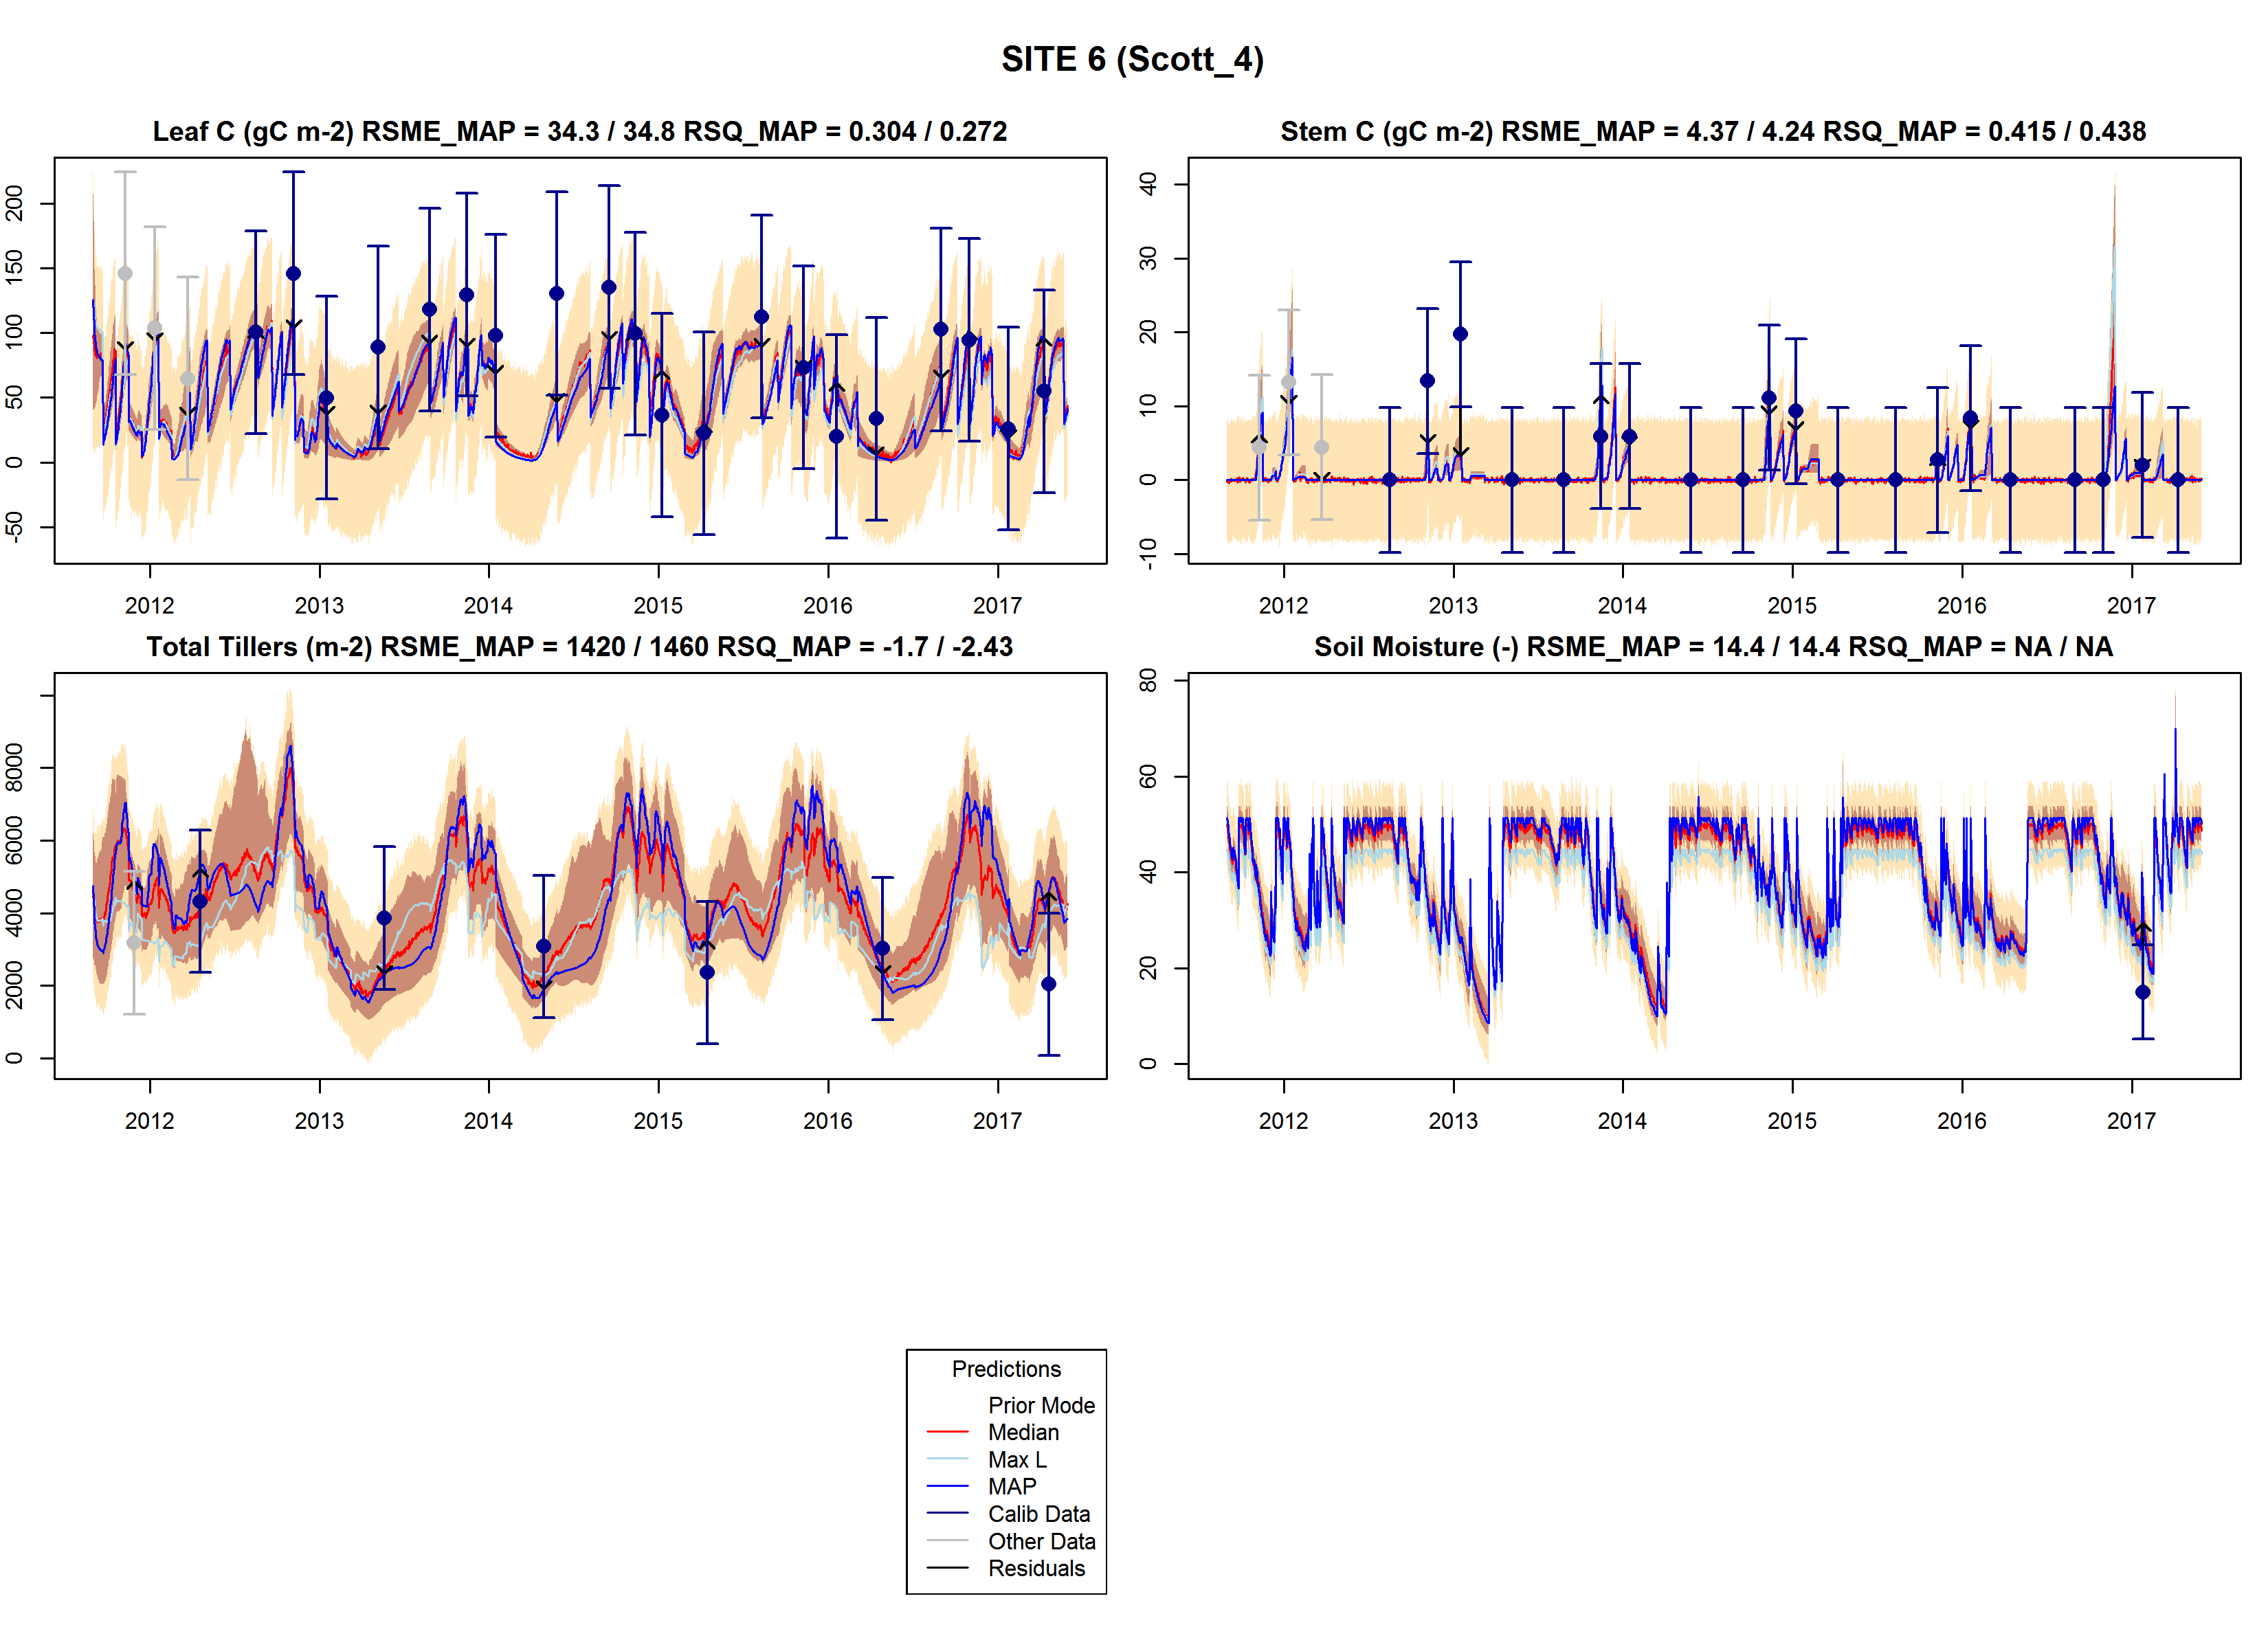 SITE 6 (Scott_4)
Leaf C (gC m-2) RSME_MAP = 34.3 / 34.8 RSQ_MAP = 0.304 / 0.272
200
150
100
50
0
-50
2012 2013 2014 2015 2016 2017
Stem C (gC m-2) RSME_MAP = 4.37 / 4.24 RSQ_MAP = 0.415 / 0.438
40
30
20
10
0
-10
2012 2013 2014 2015 2016 2017
Total Tillers (m-2) RSME_MAP = 1420 / 1460 RSQ_MAP = -1.7 / -2.43
8000
6000
4000
2000
0
2012 2013 2014 2015 2016 2017
Soil Moisture (-) RSME_MAP = 14.4 / 14.4 RSQ_MAP = NA / NA
80
60
40
20
0
2012 2013 2014 2015 2016 2017
Predictions
Prior Mode
Median
Max L
MAP
Calib Data
Other Data
Residuals